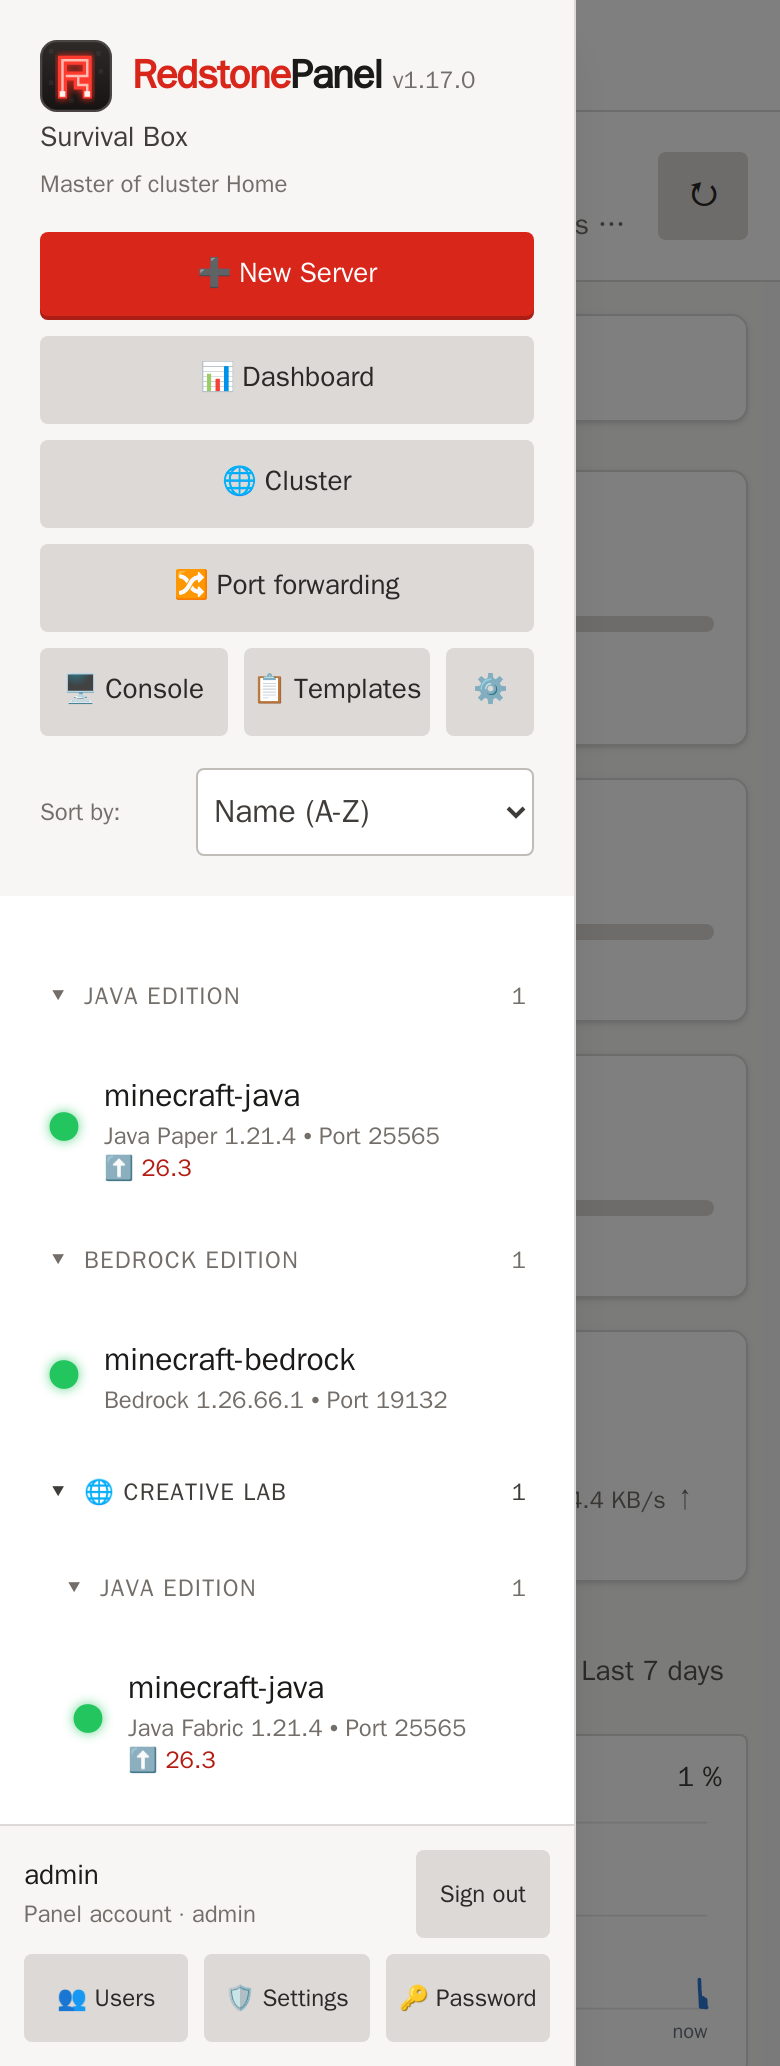 RedstonePanel v1.17.0
Survival Box
Master of cluster Home
s ···
➕ New Server
📊 Dashboard
🌐 Cluster
🔀 Port forwarding
🖥️ Console 📋 Templates ⚙️
Sort by: Name (A-Z)
▼ JAVA EDITION 1
minecraft-java
Java Paper 1.21.4 • Port 25565
⬆️ 26.3
▼ BEDROCK EDITION 1
minecraft-bedrock
Bedrock 1.26.66.1 • Port 19132
▼ 🌐 CREATIVE LAB 1
4.4 KB/s ↑
▼ JAVA EDITION 1
Last 7 days
minecraft-java
Java Fabric 1.21.4 • Port 25565
⬆️ 26.3
1 %
admin
Panel account · admin
Sign out
👥 Users 🛡️ Settings 🔑 Password
now